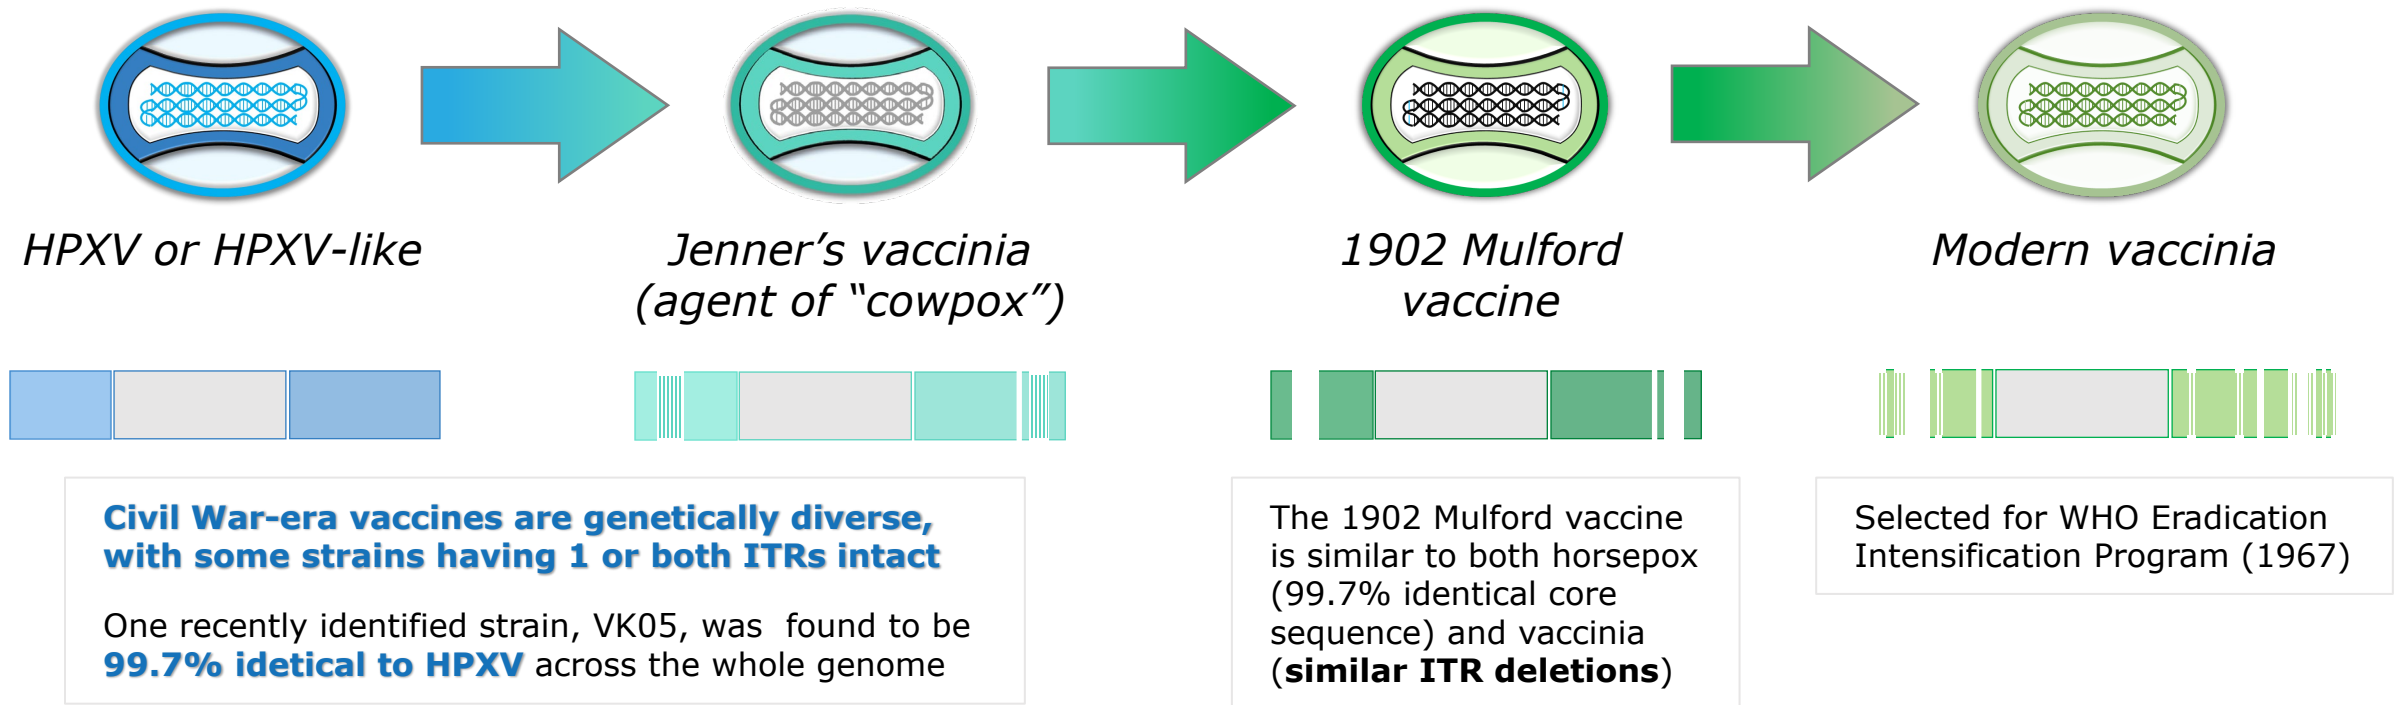 HPXV or HPXV-like
Jenner’s vaccinia
(agent of “cowpox”)
1902 Mulford
vaccine
Modern vaccinia
Civil War-era vaccines are genetically diverse,
with some strains having 1 or both ITRs intact
One recently identified strain, VK05, was  found to be
99.7% idetical to HPXV across the whole genome
The 1902 Mulford vaccine
is similar to both horsepox
(99.7% identical core
sequence) and vaccinia
(similar ITR deletions)
Selected for WHO Eradication
Intensification Program (1967)